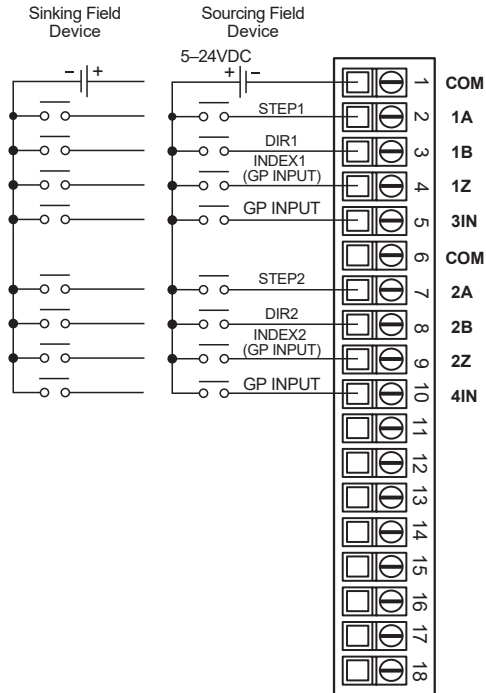 Sinking Field
Device
Sourcing Field
Device
5–24VDC
– +
+ –
1 COM
STEP1 2 1A
DIR1 3 1B
INDEX1
(GP INPUT) 4 1Z
GP INPUT 5 3IN
6 COM
STEP2 7 2A
DIR2 8 2B
INDEX2
(GP INPUT) 9 2Z
GP INPUT 10 4IN
11
12
13
14
15
16
17
18